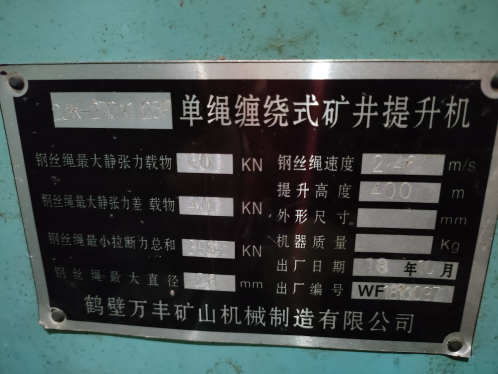 单绳缠绕式矿井提升机
钢丝绳最大静张力载物 KN 钢丝绳速度 m/s
钢丝绳最大静张力差 载物 KN 提升高度 400 m
外形尺寸 mm
钢丝绳最小拉断力总和 KN 机器质量 Kg
钢丝绳最大直径 mm 出厂日期 18 年 月
出厂编号 WF
鹤壁万丰矿山机械制造有限公司